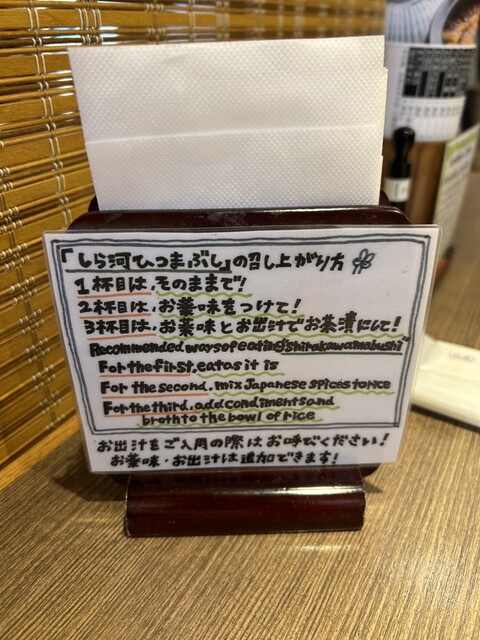 「しら河ひつまぶし」の召し上がり方
1杯目は、そのままで!
2杯目は、お薬味をつけて!
3杯目は、お薬味とお出汁でお茶漬にして!
Recommended ways of eating "Shirakawamabushi"
For the first, eat as it is
For the second, mix Japanese spices to rice
For the third, add condiments and
broth to the bowl of rice
お出汁をご入用の際はお呼びください!
お薬味・お出汁は追加できます!